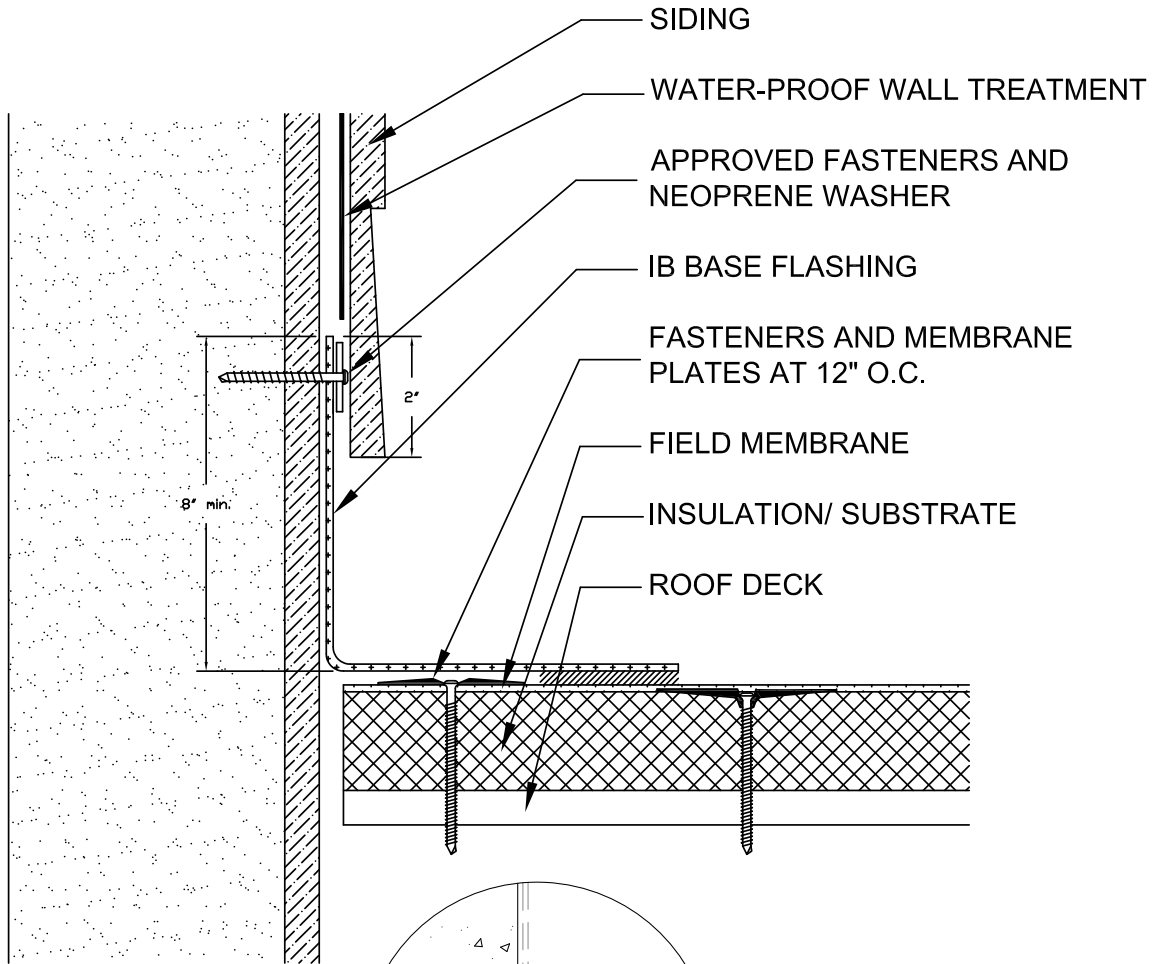 SIDING
WATER-PROOF WALL TREATMENT
APPROVED FASTENERS AND
NEOPRENE WASHER
IB BASE FLASHING
FASTENERS AND MEMBRANE
PLATES AT 12" O.C.
2"
FIELD MEMBRANE
8" min.
INSULATION/ SUBSTRATE
ROOF DECK